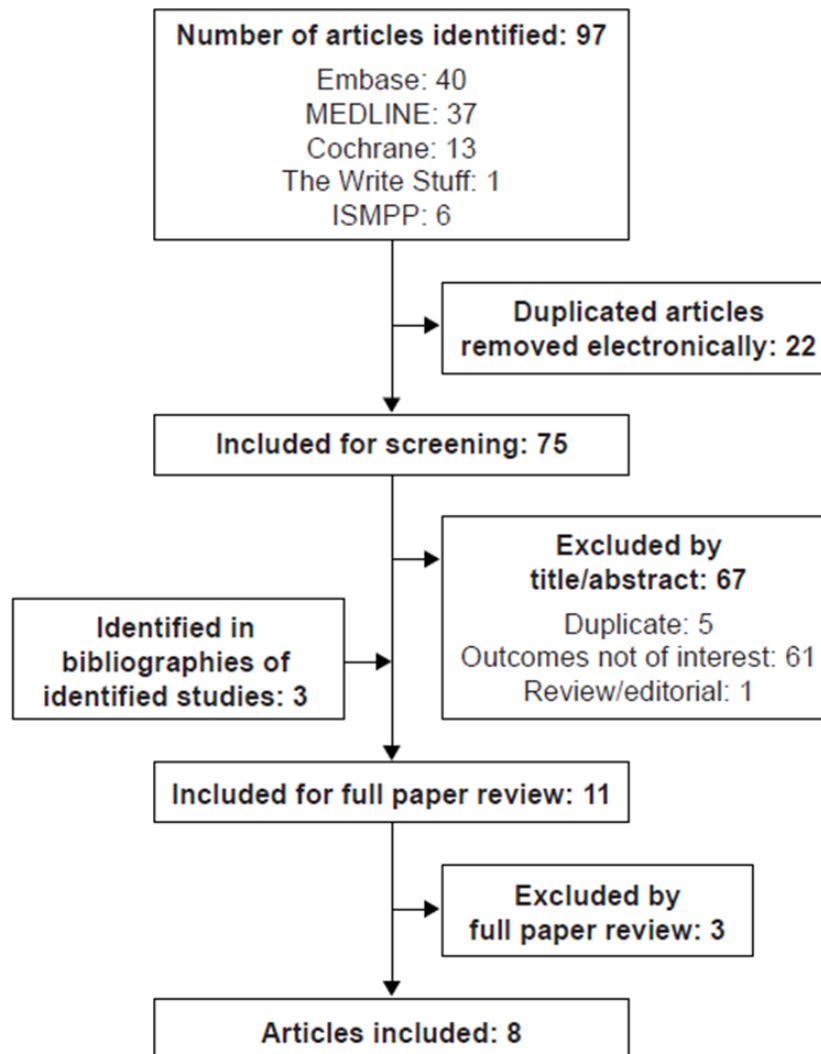 Number of articles identified: 97
Embase: 40
MEDLINE: 37
Cochrane: 13
The Write Stuff: 1
ISMPP: 6
Duplicated articles
removed electronically: 22
Included for screening: 75
Excluded by
title/abstract: 67
Duplicate: 5
Outcomes not of interest: 61
Review/editorial: 1
Identified in
bibliographies of
identified studies: 3
Included for full paper review: 11
Excluded by
full paper review: 3
Articles included: 8